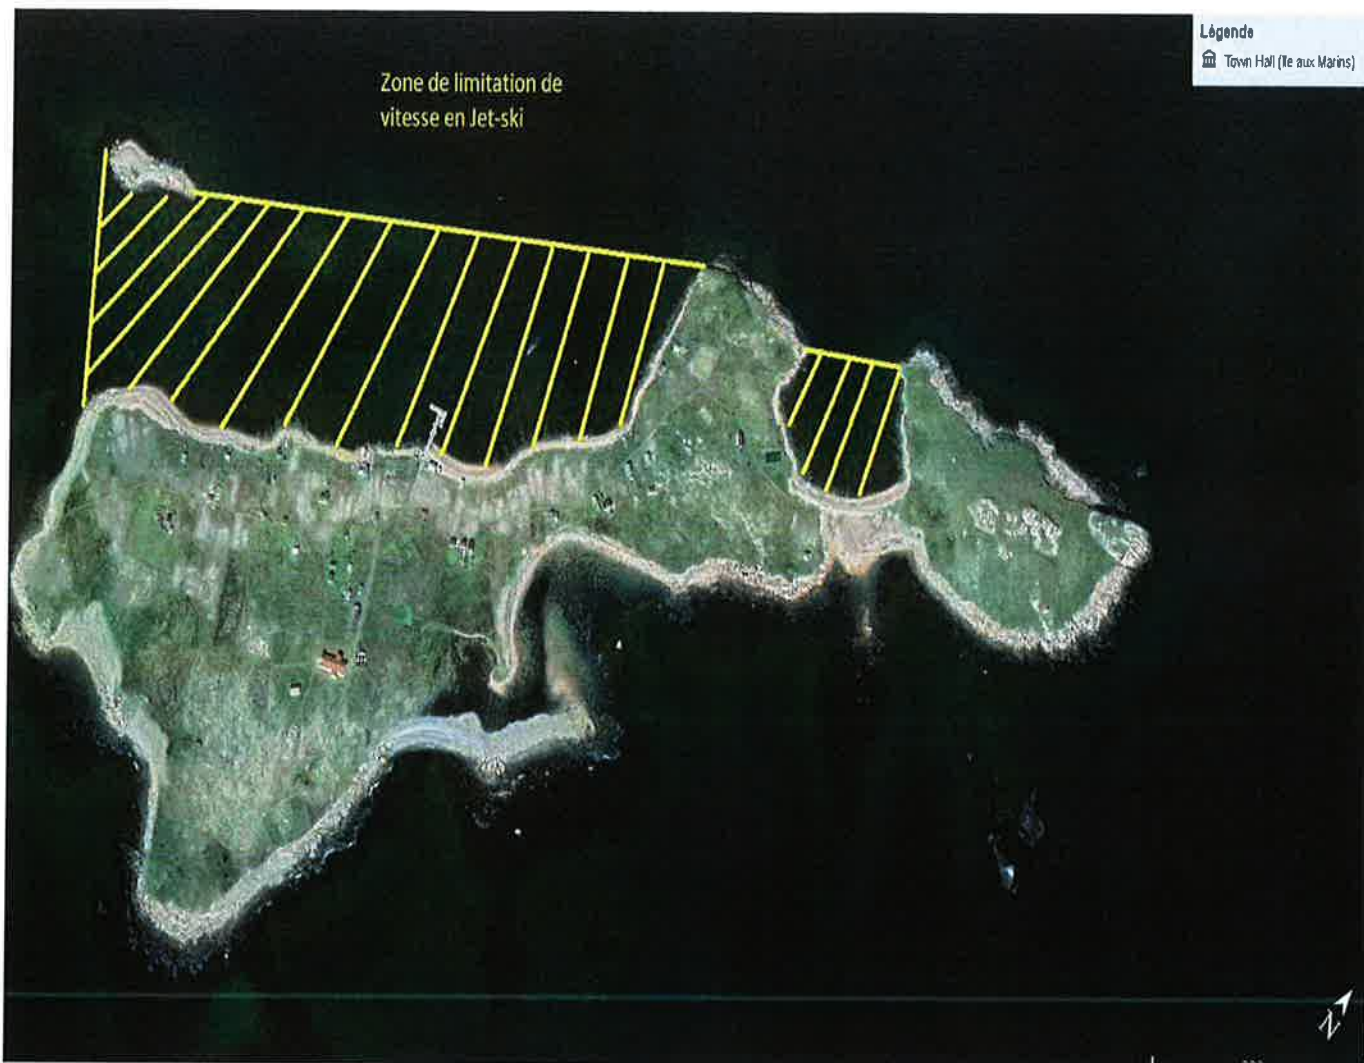 Légende
Town Hall (Ile aux Marins)
Zone de limitation de
vitesse en Jet-ski
N